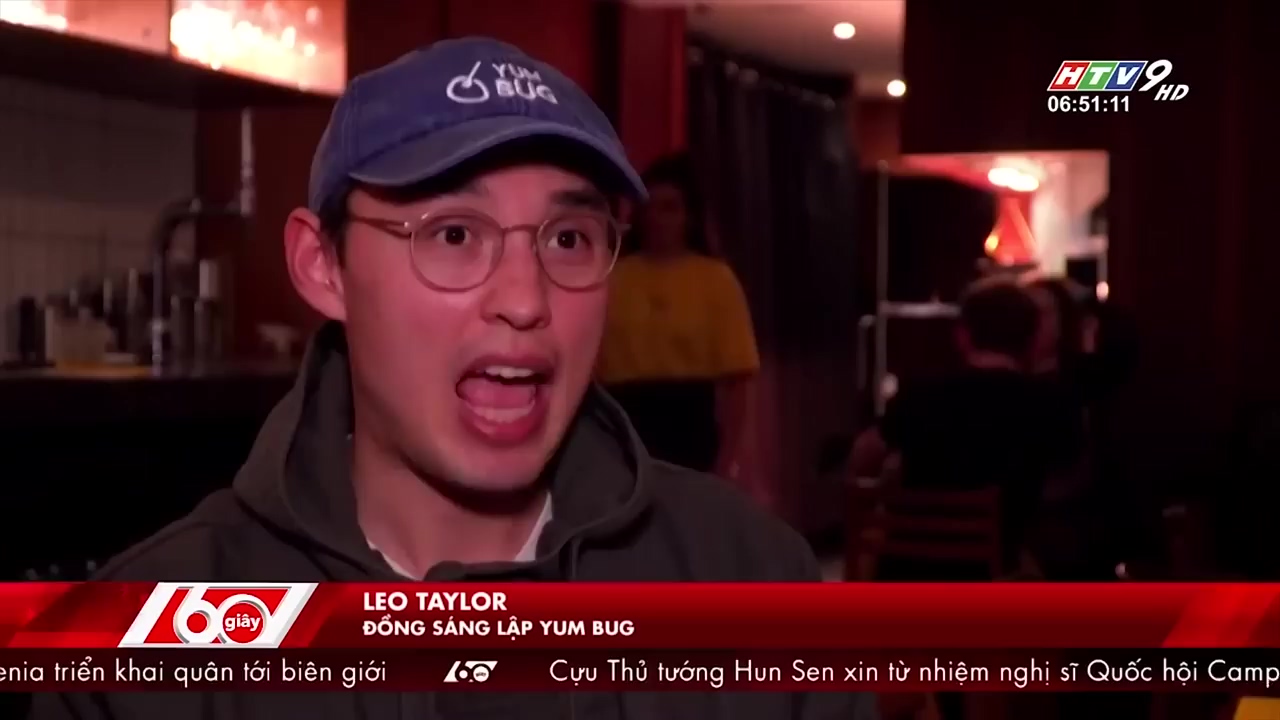 YUM
BUG
HTV9
HD
06:51:11
60
giây
LEO TAYLOR
ĐỒNG SÁNG LẬP YUM BUG
enia triển khai quân tới biên giới
60 giây
Cựu Thủ tướng Hun Sen xin từ nhiệm nghị sĩ Quốc hội Camp